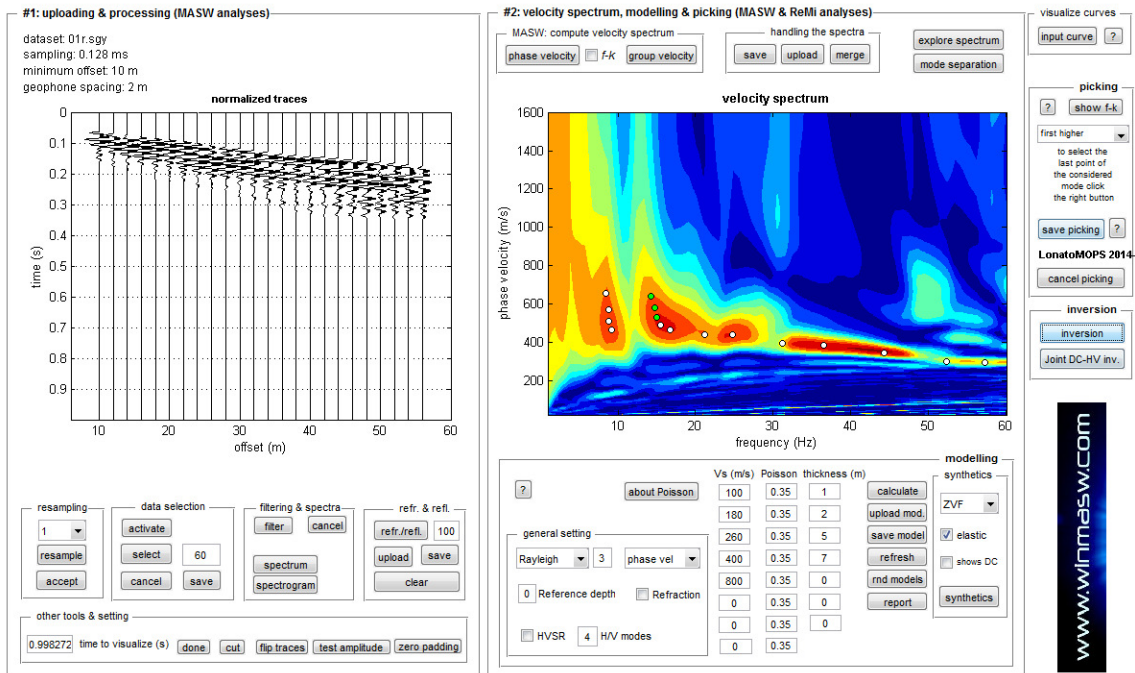 #1: uploading & processing (MASW analyses)
dataset: 01r.sgy
sampling: 0.128 ms
minimum offset: 10 m
geophone spacing: 2 m
normalized traces
0
0.1
0.2
0.3
0.4
0.5
0.6
0.7
0.8
0.9
time (s)
10 20 30 40 50 60
offset (m)
resampling
1
resample
accept
data selection
activate
select 60
cancel save
filtering & spectra
filter cancel
spectrum
spectrogram
refr. & refl.
refr./refl. 100
upload save
clear
other tools & setting
0.998272 time to visualize (s) done cut flip traces test amplitude zero padding
#2: velocity spectrum, modelling & picking (MASW & ReMi analyses)
MASW: compute velocity spectrum
phase velocity f-k group velocity
handling the spectra
save upload merge
explore spectrum
mode separation
velocity spectrum
1600
1400
1200
1000
800
600
400
200
phase velocity (m/s)
10 20 30 40 50 60
frequency (Hz)
modelling
? about Poisson
general setting
Rayleigh 3 phase vel
0 Reference depth Refraction
HVSR 4 H/V modes
Vs (m/s) Poisson thickness (m)
100 0.35 1
180 0.35 2
260 0.35 5
400 0.35 7
800 0.35 0
0 0.35 0
0 0.35 0
0 0.35
calculate
upload mod.
save model
refresh
rnd models
report
synthetics
ZVF
elastic
shows DC
synthetics
visualize curves
input curve ?
picking
? show f-k
first higher
to select the
last point of
the considered
mode click
the right button
save picking ?
LonatoMOPS 2014-
cancel picking
inversion
inversion
Joint DC-HV inv.
www.winmasw.com